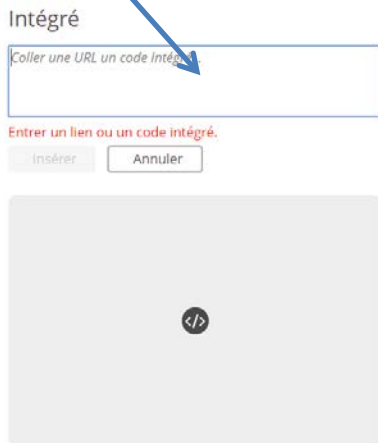 Intégré
Coller une URL un code intégré.
Entrer un lien ou un code intégré.
Insérer Annuler